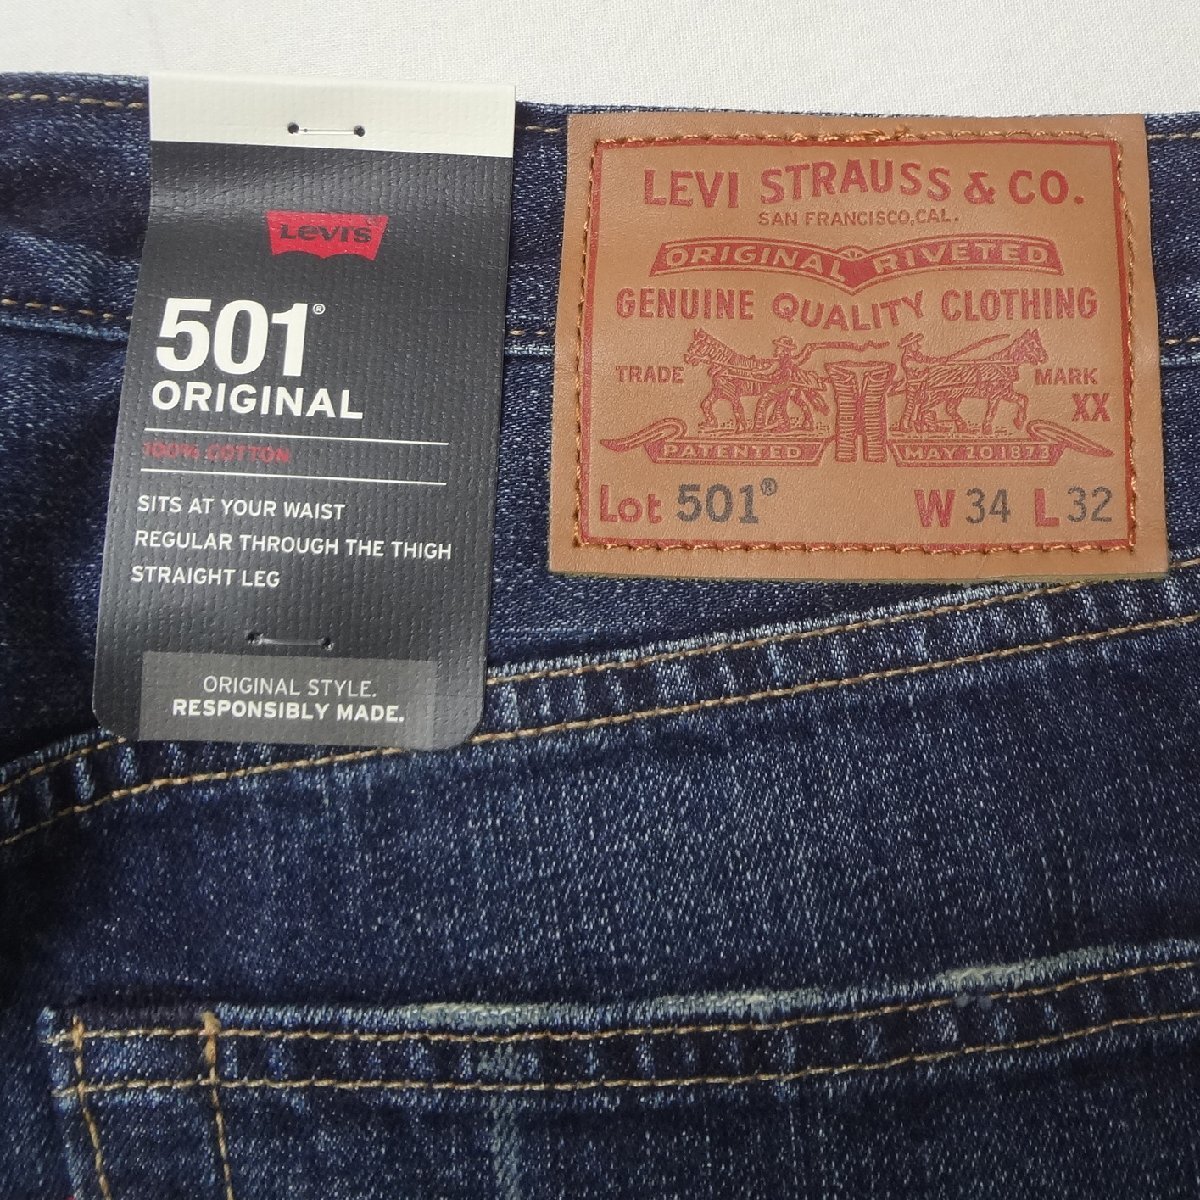 Levi's
501®
ORIGINAL
100% COTTON
SITS AT YOUR WAIST
REGULAR THROUGH THE THIGH
STRAIGHT LEG
ORIGINAL STYLE.
RESPONSIBLY MADE.
LEVI STRAUSS & CO.
SAN FRANCISCO, CAL.
ORIGINAL RIVETED
GENUINE QUALITY CLOTHING
TRADE MARK
XX
PATENTED MAY 20 1873
Lot 501® W 34 L 32